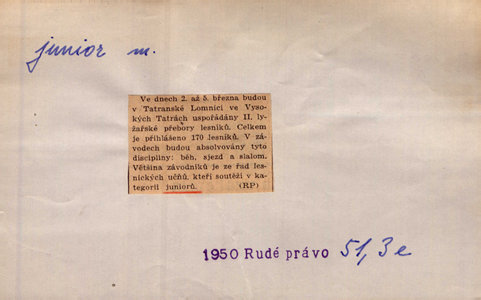 junior m.
Ve dnech 2. až 5. března budou
v Tatranské Lomnici ve Vyso-
kých Tatrách uspořádány II. ly-
žařské přebory lesníků. Celkem
je přihlášeno 170 lesníků. V zá-
vodech budou absolvovány tyto
discipliny: běh, sjezd a slalom.
Většina závodníků je ze řad les-
nických učňů, kteří soutěží v ka-
tegorii juniorů. (RP)
1950 Rudé právo 51, 3e